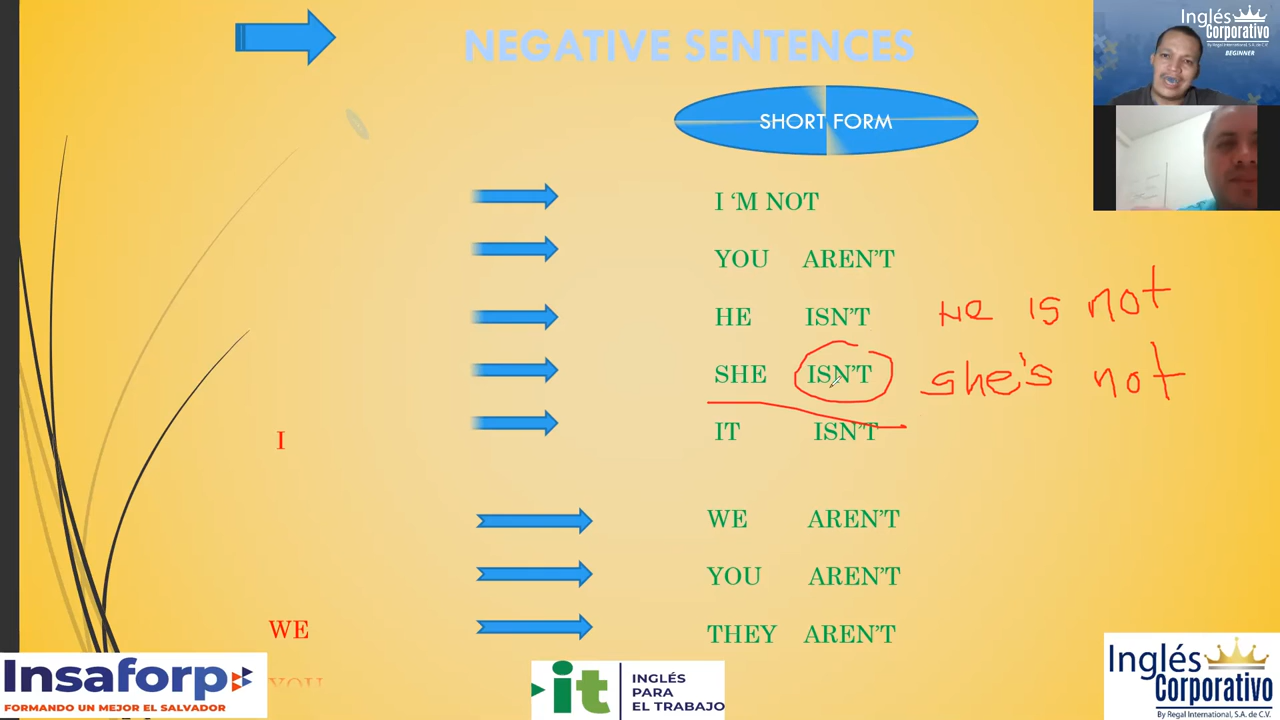 NEGATIVE SENTENCES
Inglés
Corporativo
By Regal International, S.A. de C.V.
BEGINNER
SHORT FORM
I ‘M NOT
YOU AREN’T
HE ISN’T He is not
SHE ISN’T she's not
I IT ISN’T
WE AREN’T
YOU AREN’T
WE THEY AREN’T
YOU
Insaforp
FORMANDO UN MEJOR EL SALVADOR
it INGLÉS
PARA
EL TRABAJO
Inglés
Corporativo
By Regal International, S.A. de C.V.